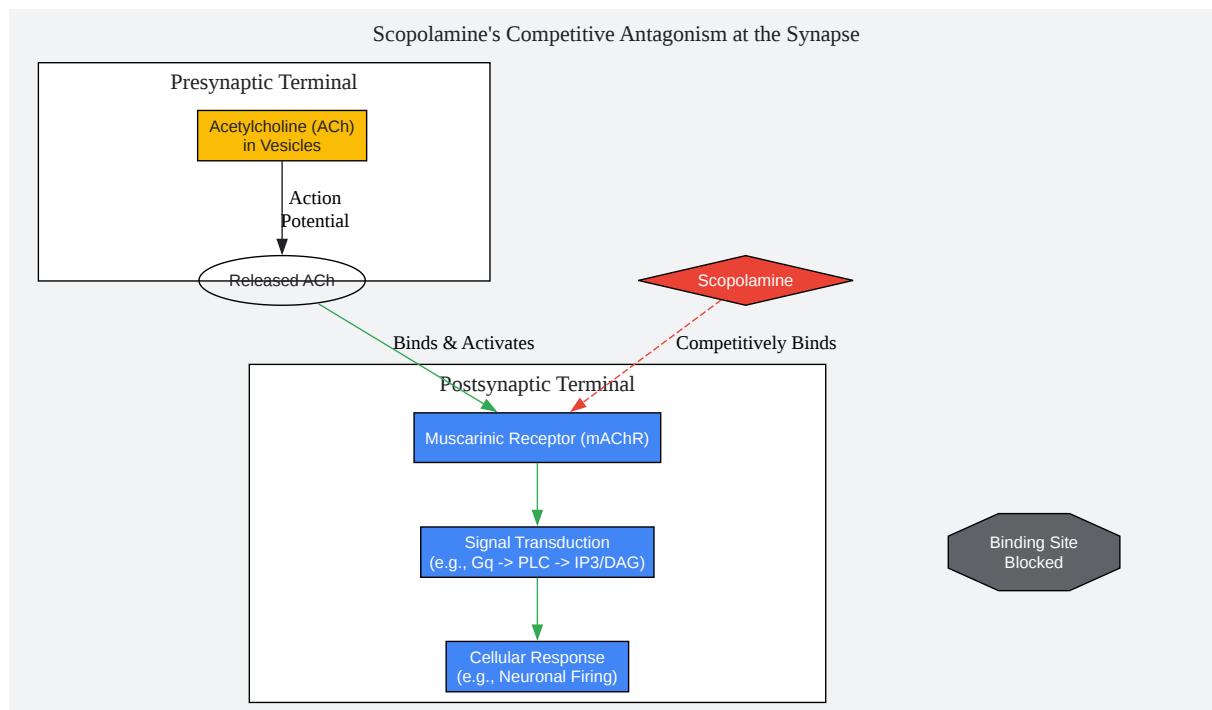 Scopolamine's Competitive Antagonism at the Synapse
Presynaptic Terminal
Acetylcholine (ACh)
in Vesicles
Action
Potential
Released ACh
Scopolamine
Binds & Activates
Competitively Binds
Postsynaptic Terminal
Muscarinic Receptor (mAChR)
Signal Transduction
(e.g., Gq -> PLC -> IP3/DAG)
Binding Site
Blocked
Cellular Response
(e.g., Neuronal Firing)